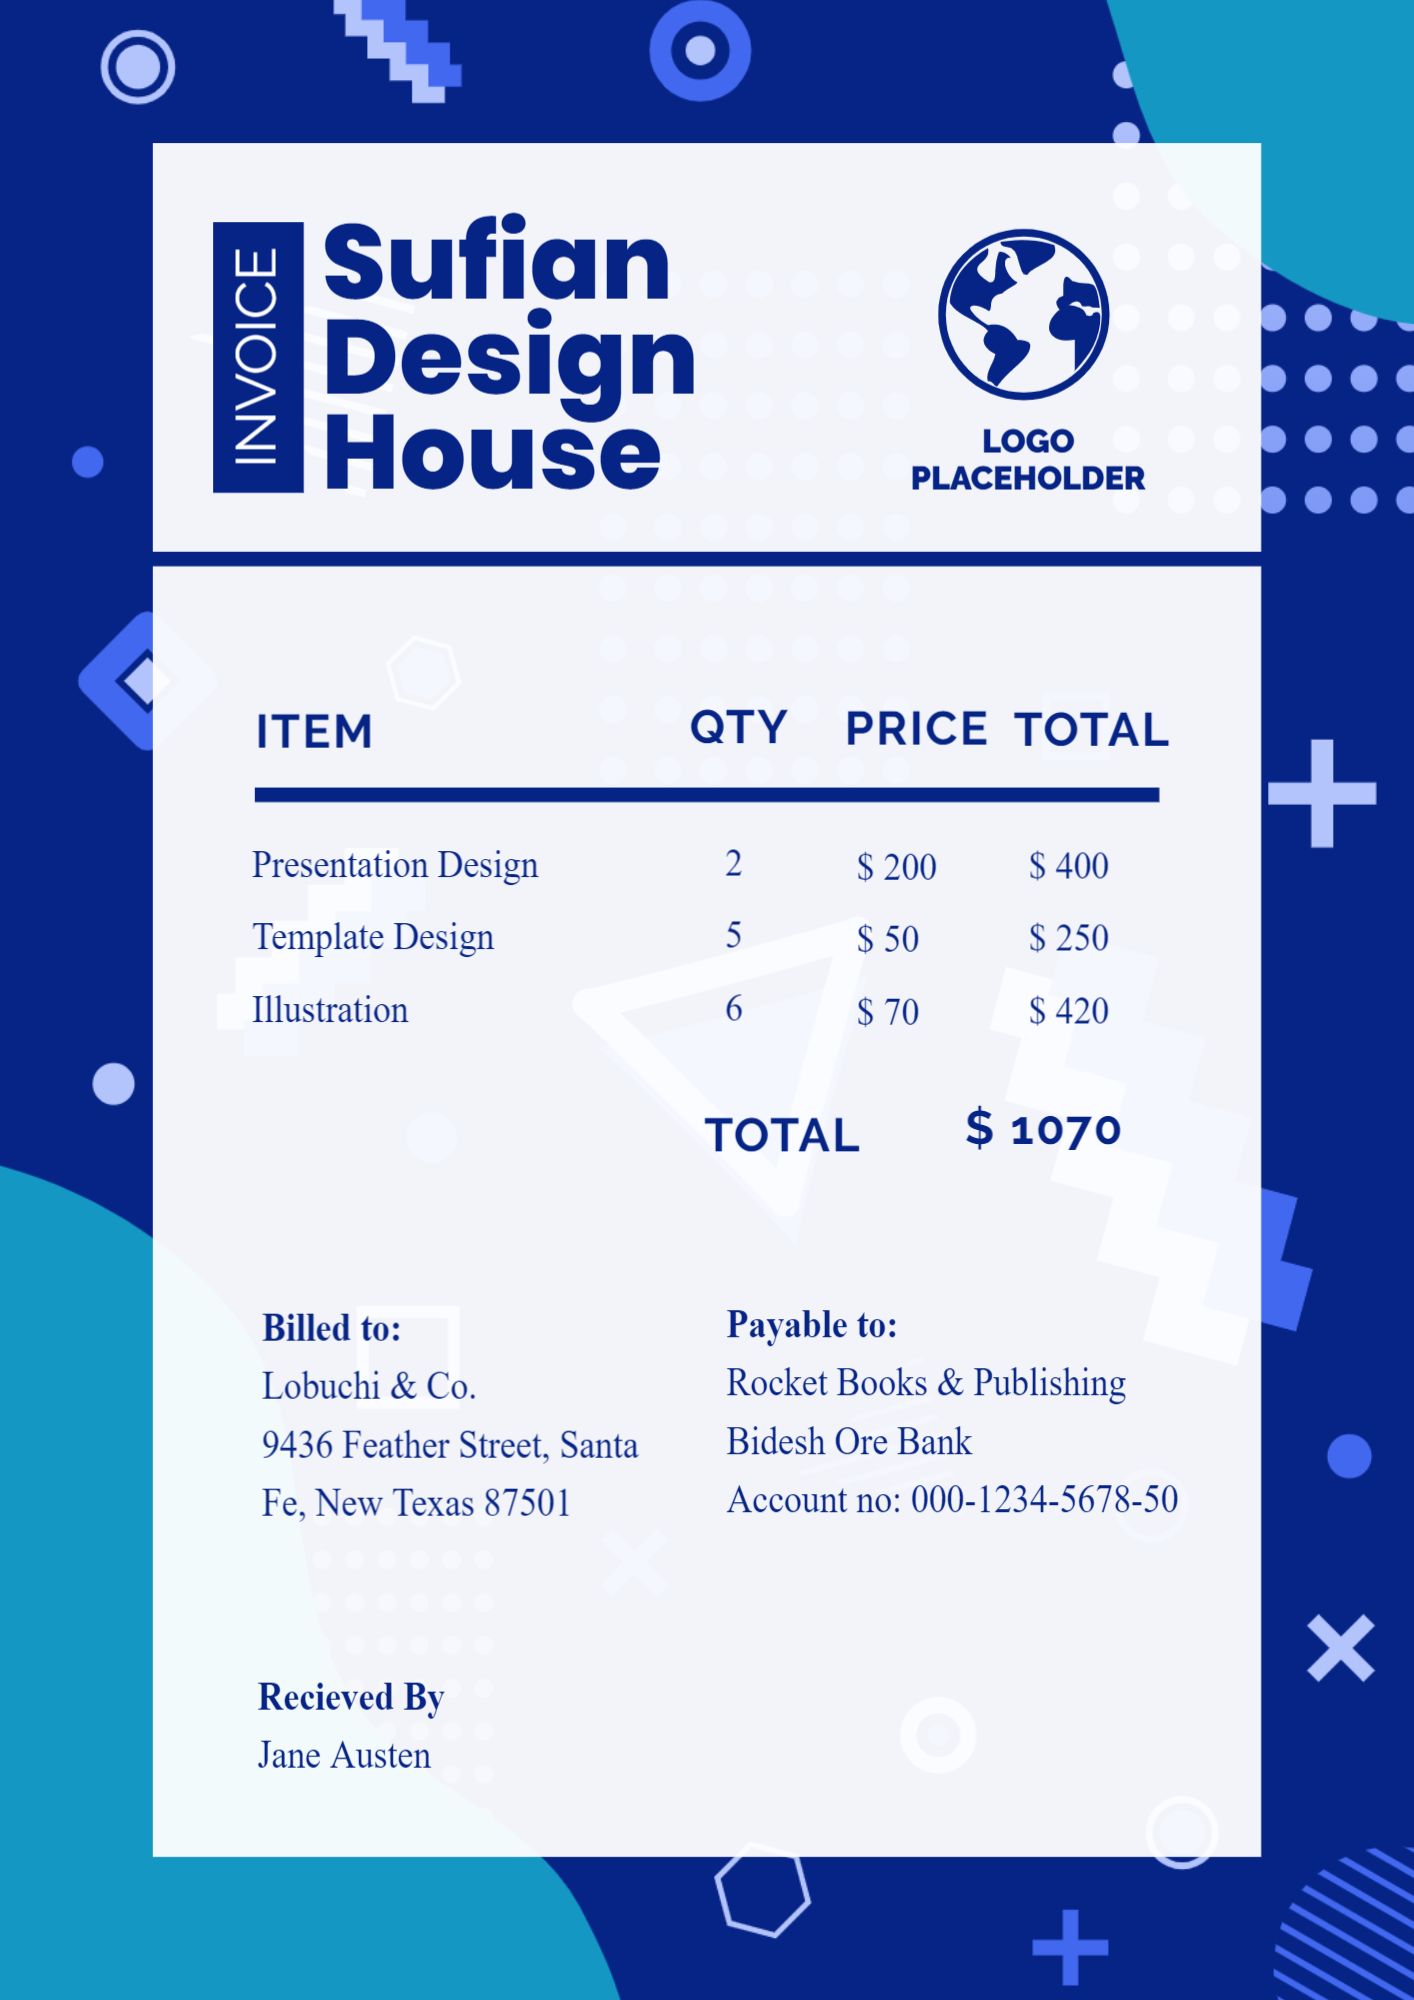 INVOICE
Sufian
Design
House
LOGO
PLACEHOLDER
ITEM QTY PRICE TOTAL
Presentation Design 2 $ 200 $ 400
Template Design 5 $ 50 $ 250
Illustration 6 $ 70 $ 420
TOTAL $ 1070
Billed to:
Lobuchi & Co.
9436 Feather Street, Santa
Fe, New Texas 87501
Payable to:
Rocket Books & Publishing
Bidesh Ore Bank
Account no: 000-1234-5678-50
Recieved By
Jane Austen